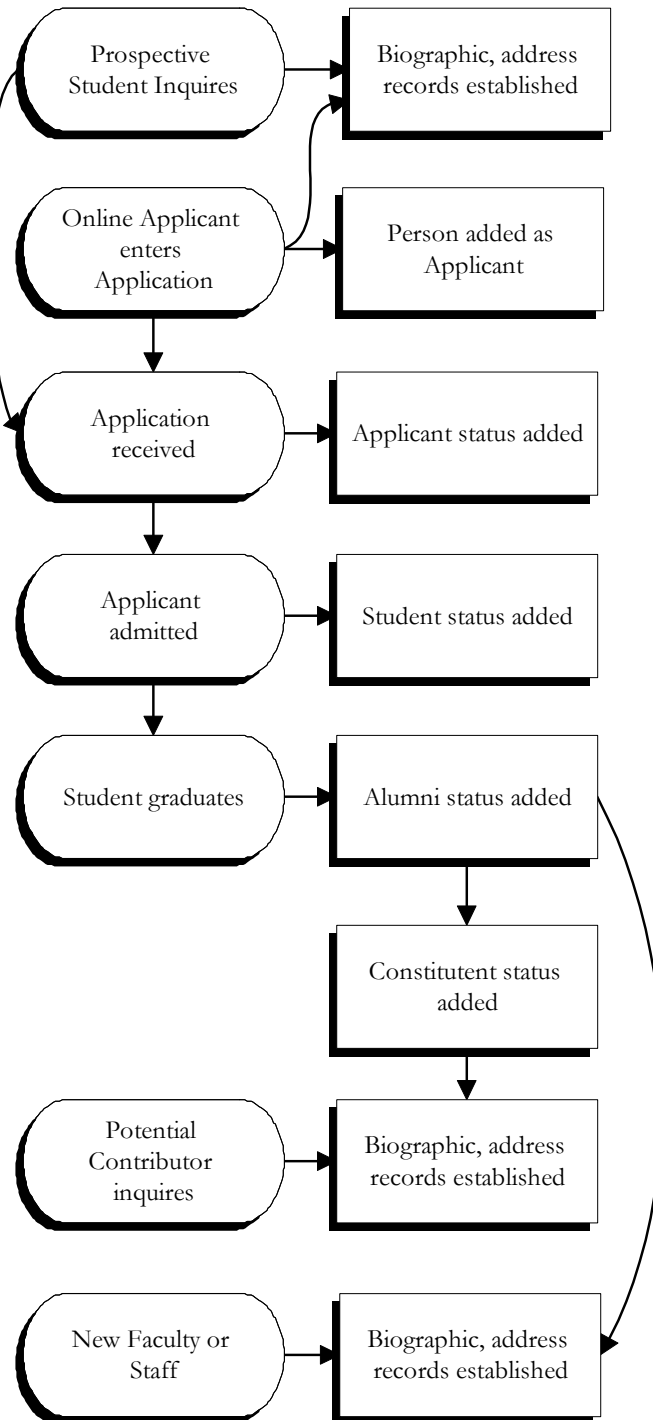 Prospective
Student Inquires
Biographic, address
records established
Online Applicant
enters
Application
Person added as
Applicant
Application
received
Applicant status added
Applicant
admitted
Student status added
Student graduates
Alumni status added
Constitutent status
added
Potential
Contributor
inquires
Biographic, address
records established
New Faculty or
Staff
Biographic, address
records established